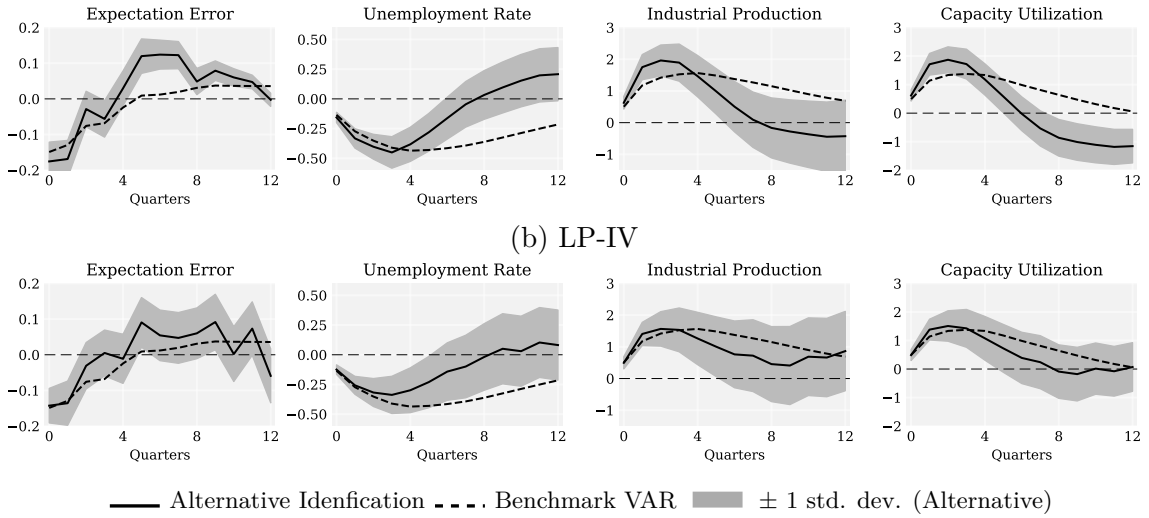 Expectation Error Unemployment Rate Industrial Production Capacity Utilization
0.2 0.1 0.0 −0.1 −0.2
0.50 0.25 0.00 −0.25 −0.50
3 2 1 0 −1
3 2 1 0 −1 −2
0 4 8 12 0 4 8 12 0 4 8 12 0 4 8 12
Quarters Quarters Quarters Quarters
(b) LP-IV
Expectation Error Unemployment Rate Industrial Production Capacity Utilization
0.2 0.1 0.0 −0.1 −0.2
0.50 0.25 0.00 −0.25 −0.50
3 2 1 0 −1
3 2 1 0 −1 −2
0 4 8 12 0 4 8 12 0 4 8 12 0 4 8 12
Quarters Quarters Quarters Quarters
Alternative Idenfication Benchmark VAR ± 1 std. dev. (Alternative)